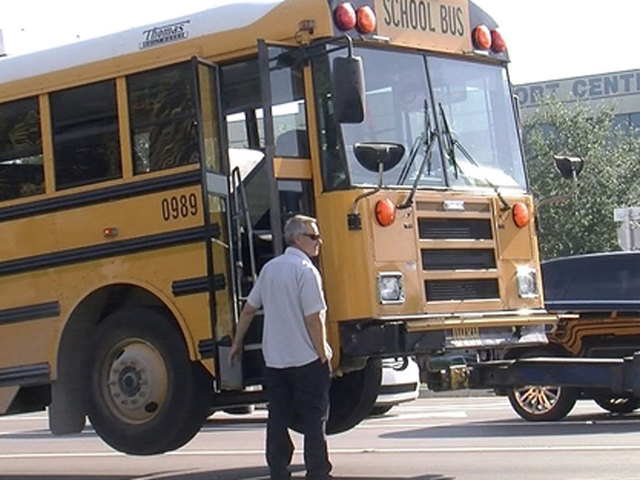 SCHOOL BUS
Thomas
ORT CENT
0989